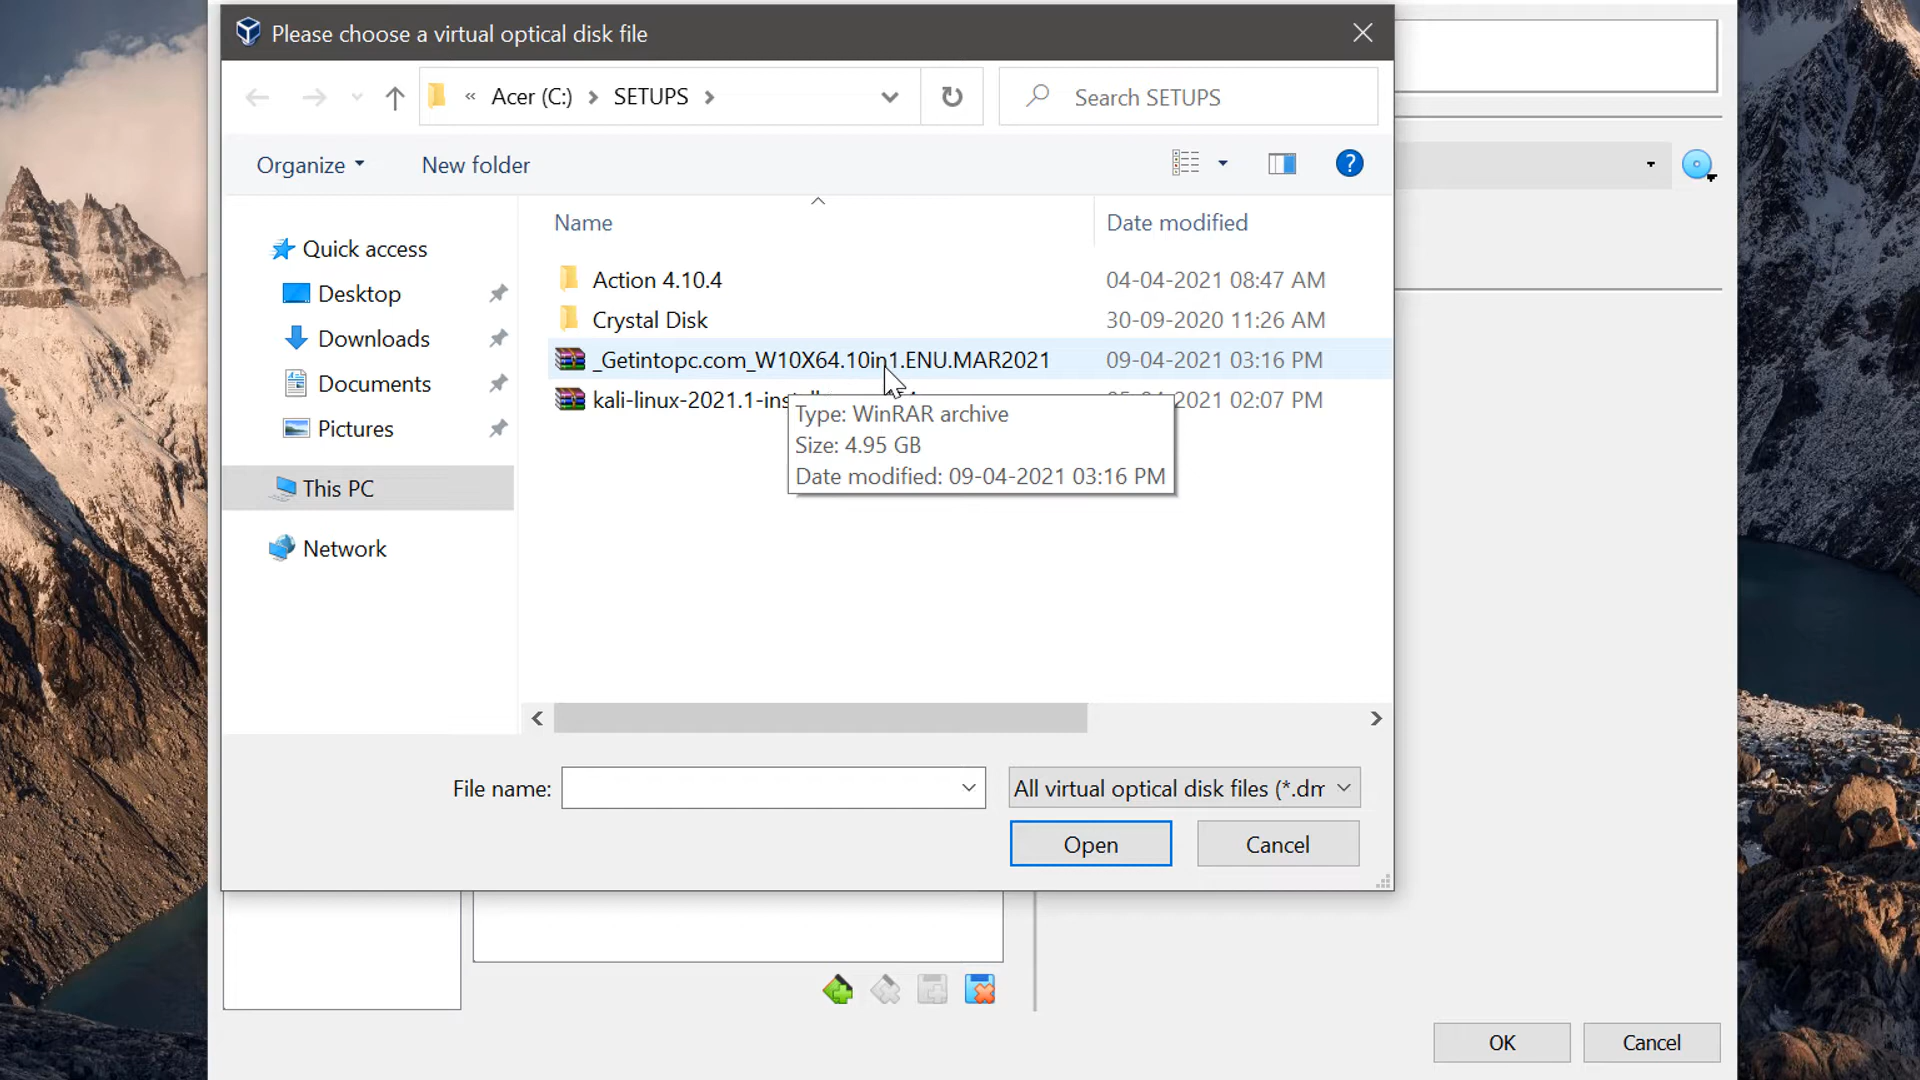 Please choose a virtual optical disk file
« Acer (C:) > SETUPS >
Search SETUPS
Organize
New folder
Name
Date modified
Quick access
Desktop
Downloads
Documents
Pictures
This PC
Network
Action 4.10.4
04-04-2021 08:47 AM
Crystal Disk
30-09-2020 11:26 AM
_Getintopc.com_W10X64.10in1.ENU.MAR2021
09-04-2021 03:16 PM
kali-linux-2021.1-inst
2021 02:07 PM
Type: WinRAR archive
Size: 4.95 GB
Date modified: 09-04-2021 03:16 PM
File name:
All virtual optical disk files (*.dm
Open
Cancel
OK
Cancel